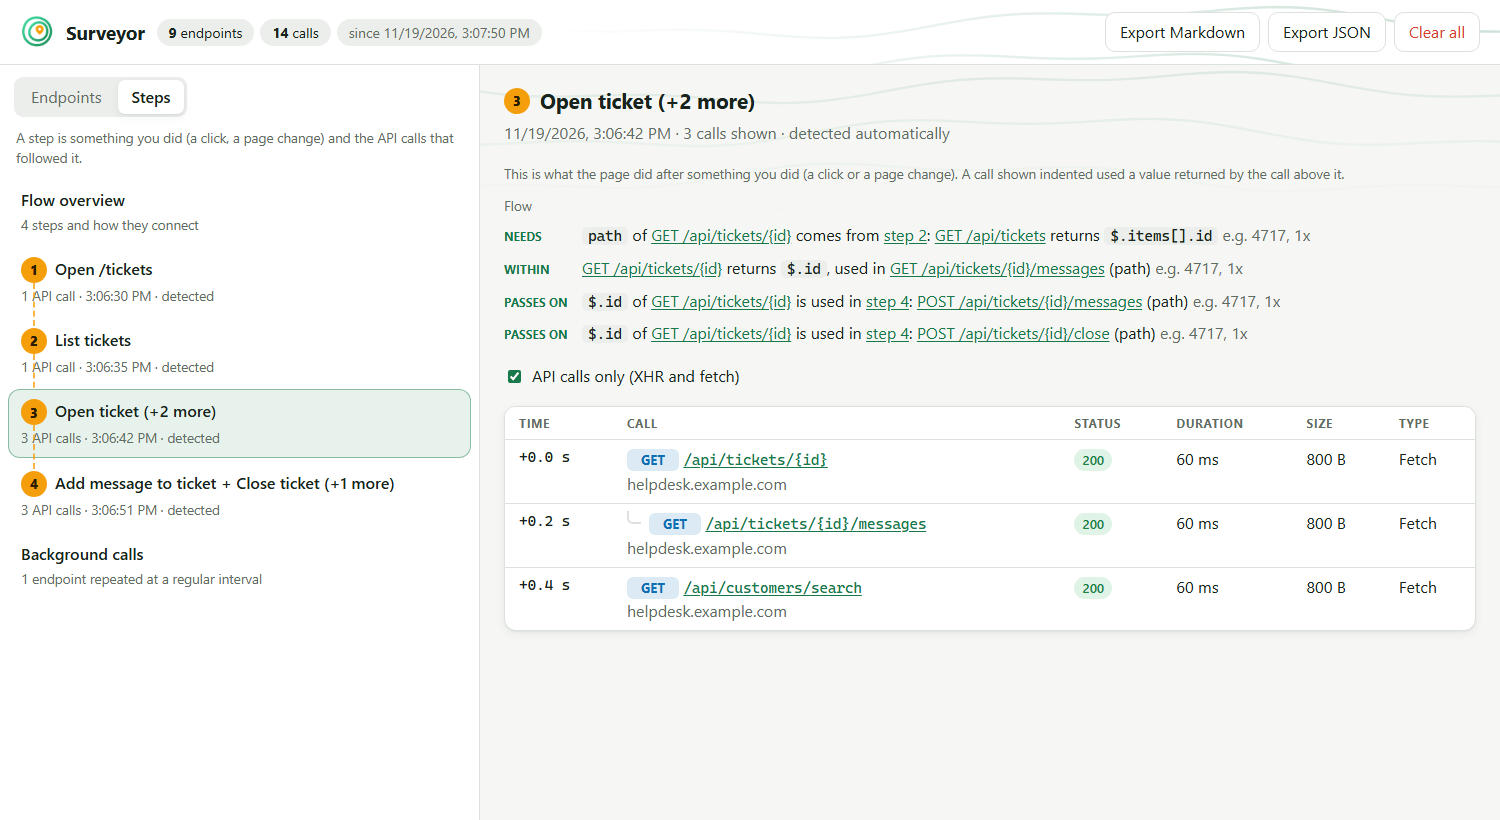 Surveyor
9 endpoints
14 calls
since 11/19/2026, 3:07:50 PM
Export Markdown
Export JSON
Clear all
Endpoints
Steps
A step is something you did (a click, a page change) and the API calls that
followed it.
Flow overview
4 steps and how they connect
1 Open /tickets
1 API call · 3:06:30 PM · detected
2 List tickets
1 API call · 3:06:35 PM · detected
3 Open ticket (+2 more)
3 API calls · 3:06:42 PM · detected
4 Add message to ticket + Close ticket (+1 more)
3 API calls · 3:06:51 PM · detected
Background calls
1 endpoint repeated at a regular interval
3 Open ticket (+2 more)
11/19/2026, 3:06:42 PM · 3 calls shown · detected automatically
This is what the page did after something you did (a click or a page change). A call shown indented used a value returned by the call above it.
Flow
NEEDS path of GET /api/tickets/{id} comes from step 2: GET /api/tickets returns $.items[].id e.g. 4717, 1x
WITHIN GET /api/tickets/{id} returns $.id , used in GET /api/tickets/{id}/messages (path) e.g. 4717, 1x
PASSES ON $.id of GET /api/tickets/{id} is used in step 4: POST /api/tickets/{id}/messages (path) e.g. 4717, 1x
PASSES ON $.id of GET /api/tickets/{id} is used in step 4: POST /api/tickets/{id}/close (path) e.g. 4717, 1x
API calls only (XHR and fetch)
TIME CALL STATUS DURATION SIZE TYPE
+0.0 s GET /api/tickets/{id} 200 60 ms 800 B Fetch
helpdesk.example.com
+0.2 s GET /api/tickets/{id}/messages 200 60 ms 800 B Fetch
helpdesk.example.com
+0.4 s GET /api/customers/search 200 60 ms 800 B Fetch
helpdesk.example.com